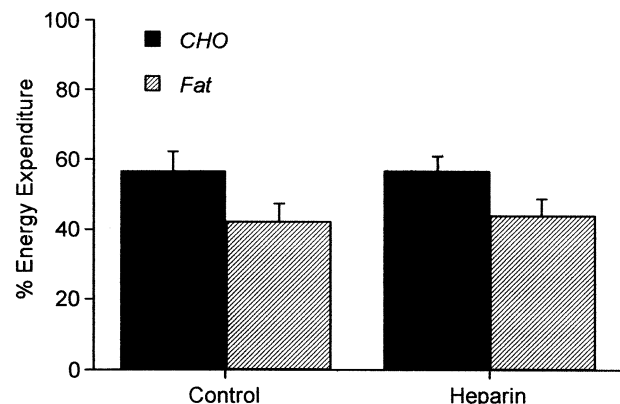 % Energy Expenditure
100
80
60
40
20
0
CHO
Fat
Control
Heparin